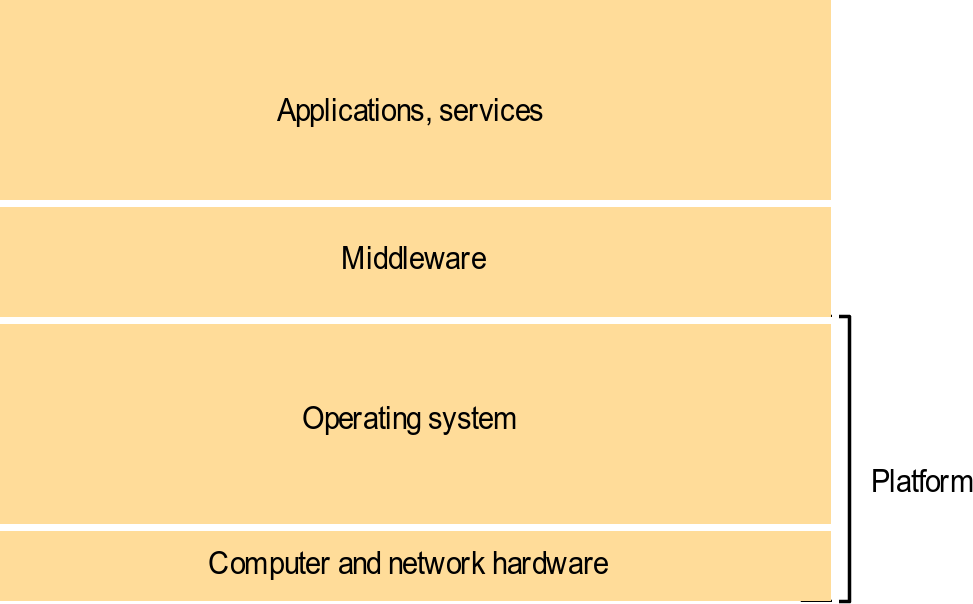 Applications, services
Middleware
Operating system
Platform
Computer and network hardware